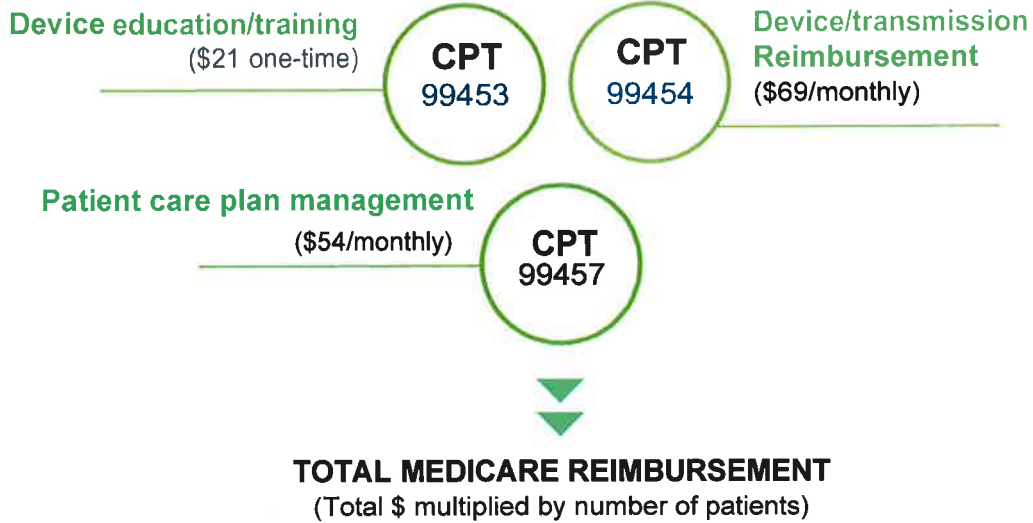 Device education/training
($21 one-time)
CPT
99453
CPT
99454
Device/transmission
Reimbursement
($69/monthly)
Patient care plan management
($54/monthly)
CPT
99457
TOTAL MEDICARE REIMBURSEMENT
(Total $ multiplied by number of patients)